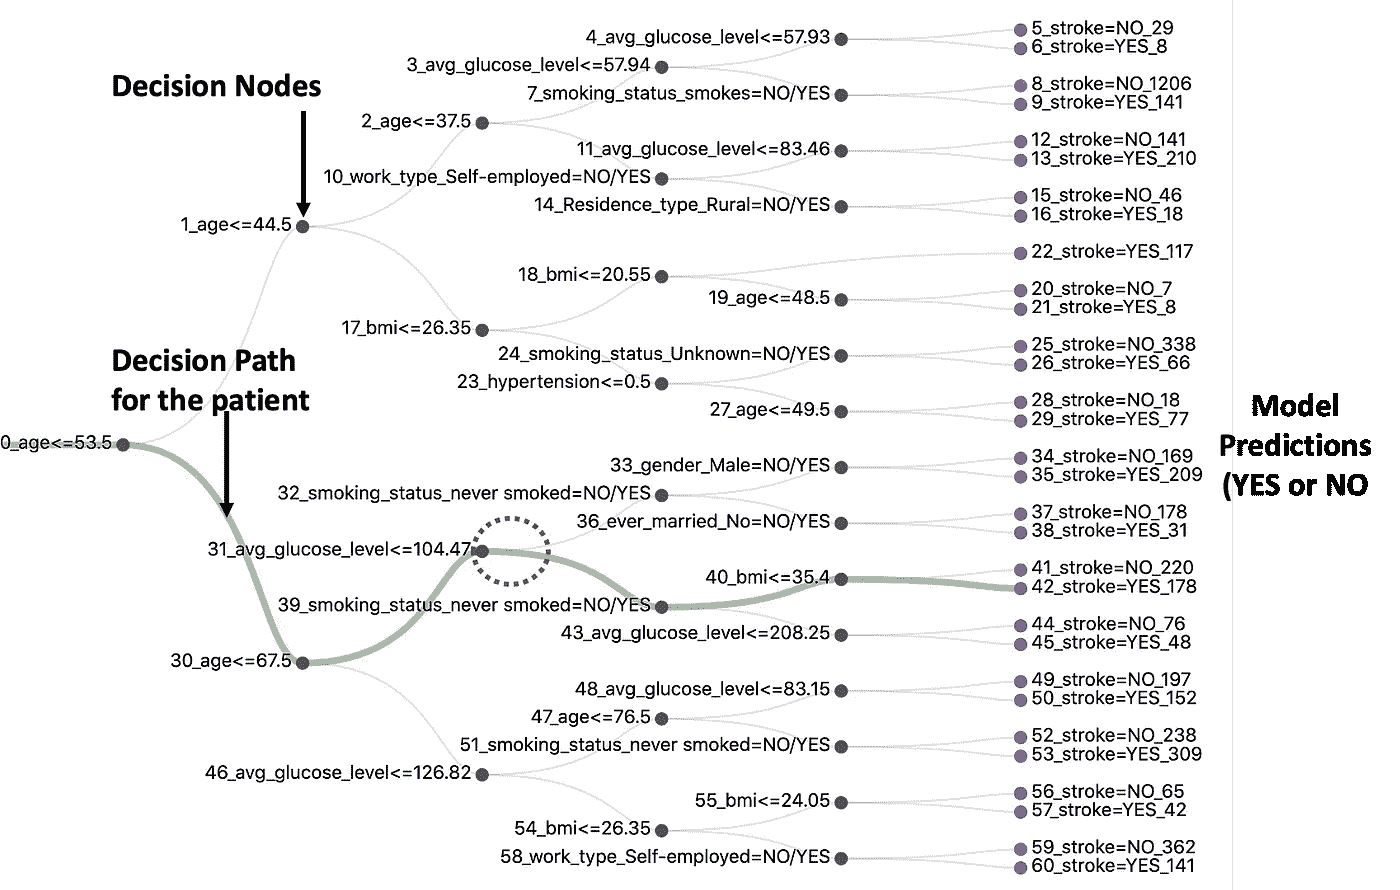 4_avg_glucose_level<=57.93
5_stroke=NO_29
6_stroke=YES_8
3_avg_glucose_level<=57.94
Decision Nodes
7_smoking_status_smokes=NO/YES
8_stroke=NO_1206
9_stroke=YES_141
2_age<=37.5
11_avg_glucose_level<=83.46
12_stroke=NO_141
13_stroke=YES_210
10_work_type_Self-employed=NO/YES
14_Residence_type_Rural=NO/YES
15_stroke=NO_46
16_stroke=YES_18
1_age<=44.5
22_stroke=YES_117
18_bmi<=20.55
19_age<=48.5
20_stroke=NO_7
21_stroke=YES_8
17_bmi<=26.35
24_smoking_status_Unknown=NO/YES
25_stroke=NO_338
26_stroke=YES_66
23_hypertension<=0.5
Decision Path
for the patient
27_age<=49.5
28_stroke=NO_18
29_stroke=YES_77
Model
Predictions
(YES or NO
0_age<=53.5
33_gender_Male=NO/YES
34_stroke=NO_169
35_stroke=YES_209
32_smoking_status_never smoked=NO/YES
36_ever_married_No=NO/YES
37_stroke=NO_178
38_stroke=YES_31
31_avg_glucose_level<=104.47
40_bmi<=35.4
41_stroke=NO_220
42_stroke=YES_178
39_smoking_status_never smoked=NO/YES
43_avg_glucose_level<=208.25
44_stroke=NO_76
45_stroke=YES_48
30_age<=67.5
48_avg_glucose_level<=83.15
49_stroke=NO_197
50_stroke=YES_152
47_age<=76.5
51_smoking_status_never smoked=NO/YES
52_stroke=NO_238
53_stroke=YES_309
46_avg_glucose_level<=126.82
55_bmi<=24.05
56_stroke=NO_65
57_stroke=YES_42
54_bmi<=26.35
58_work_type_Self-employed=NO/YES
59_stroke=NO_362
60_stroke=YES_141